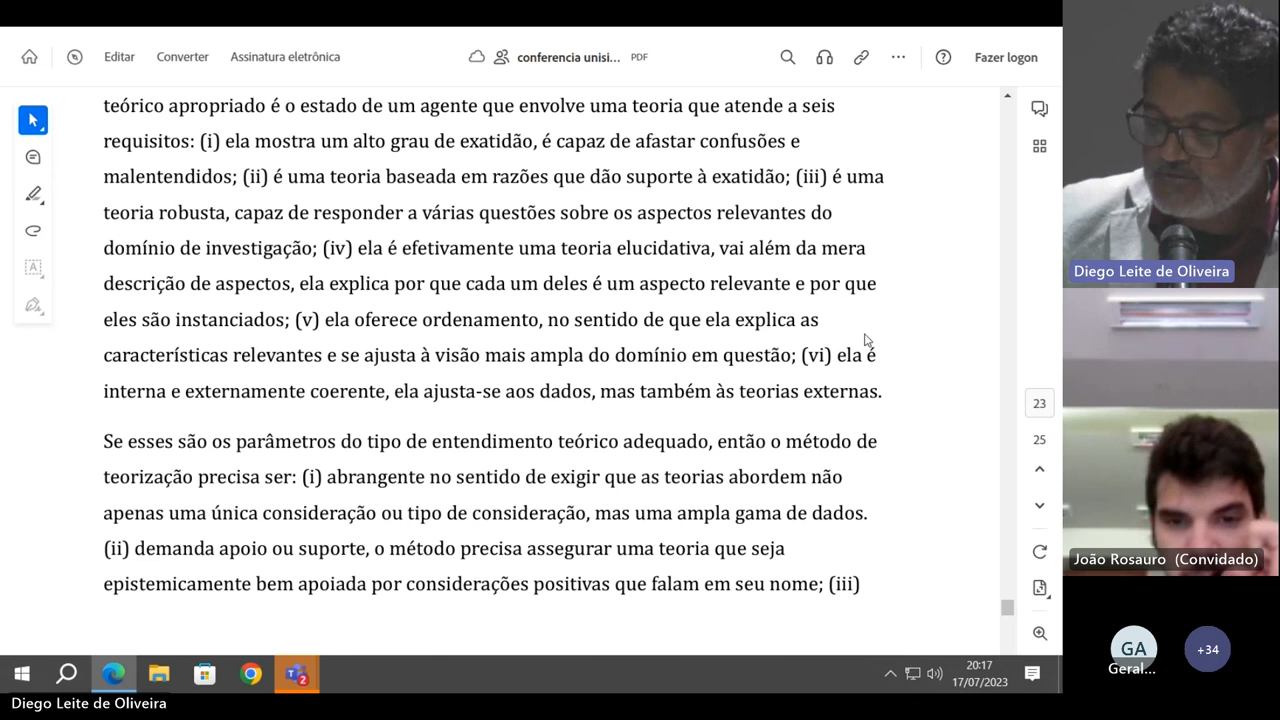 Editar
Converter
Assinatura eletrônica
conferencia unisi...
PDF
Fazer logon
teórico apropriado é o estado de um agente que envolve uma teoria que atende a seis
requisitos: (i) ela mostra um alto grau de exatidão, é capaz de afastar confusões e
malentendidos; (ii) é uma teoria baseada em razões que dão suporte à exatidão; (iii) é uma
teoria robusta, capaz de responder a várias questões sobre os aspectos relevantes do
domínio de investigação; (iv) ela é efetivamente uma teoria elucidativa, vai além da mera
descrição de aspectos, ela explica por que cada um deles é um aspecto relevante e por que
eles são instanciados; (v) ela oferece ordenamento, no sentido de que ela explica as
características relevantes e se ajusta à visão mais ampla do domínio em questão; (vi) ela é
interna e externamente coerente, ela ajusta-se aos dados, mas também às teorias externas.
Se esses são os parâmetros do tipo de entendimento teórico adequado, então o método de
teorização precisa ser: (i) abrangente no sentido de exigir que as teorias abordem não
apenas uma única consideração ou tipo de consideração, mas uma ampla gama de dados.
(ii) demanda apoio ou suporte, o método precisa assegurar uma teoria que seja
epistemicamente bem apoiada por considerações positivas que falam em seu nome; (iii)
23
25
Diego Leite de Oliveira
João Rosauro (Convidado)
GA
Geral...
+34
2
20:17
17/07/2023
Diego Leite de Oliveira